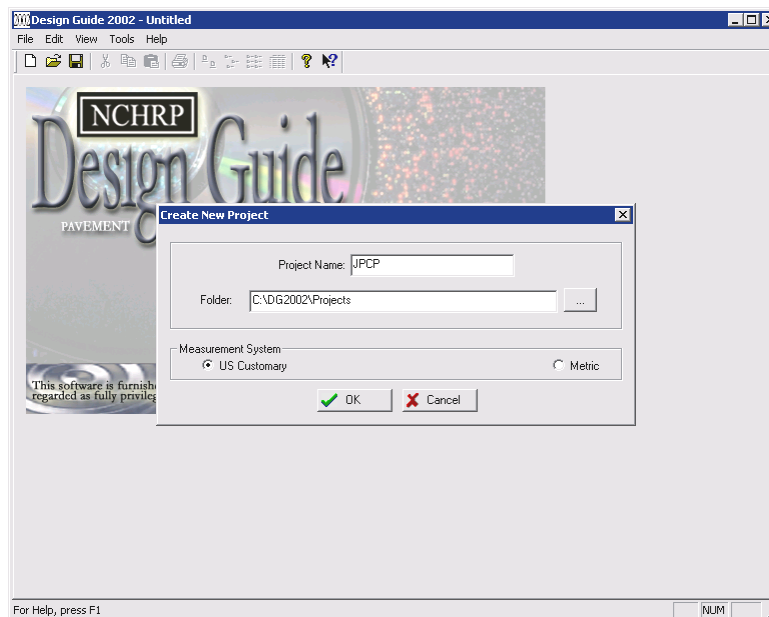 Design Guide 2002 - Untitled
File Edit View Tools Help
NCHRP
Design Guide
PAVEMENT
Create New Project
Project Name: JPCP
Folder: C:\DG2002\Projects ...
Measurement System
US Customary Metric
OK Cancel
This software is furnish
regarded as fully privileg
For Help, press F1 NUM